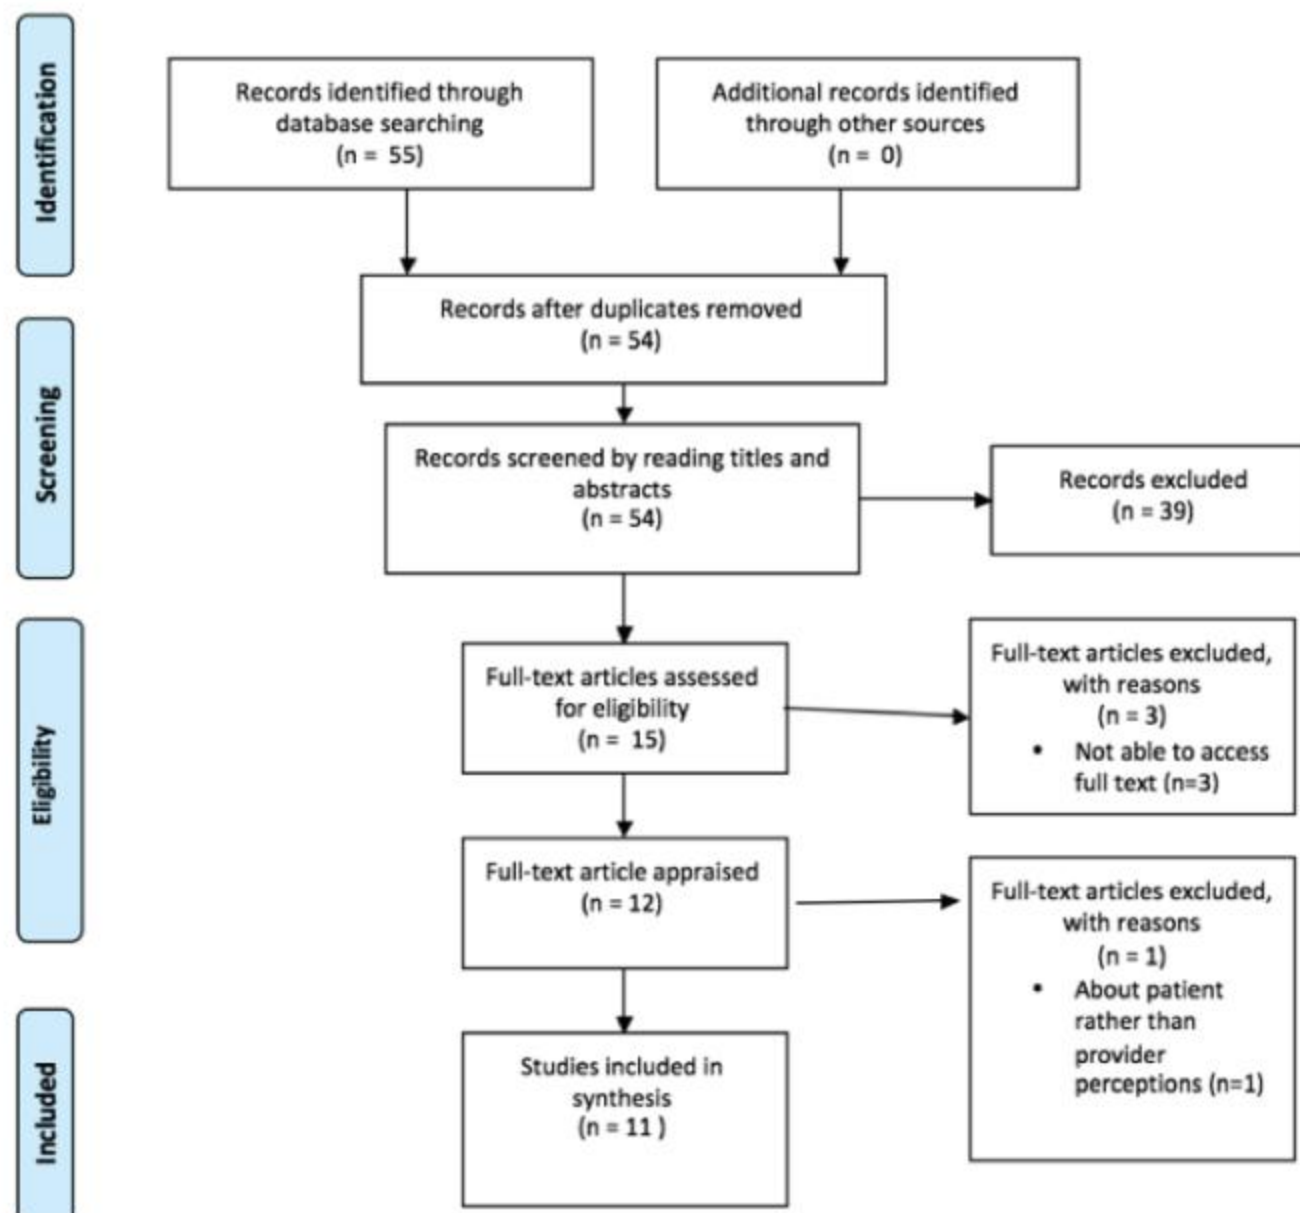 Identification
Records identified through
database searching
(n = 55)
Additional records identified
through other sources
(n = 0)
Records after duplicates removed
(n = 54)
Screening
Records screened by reading titles and
abstracts
(n = 54)
Records excluded
(n = 39)
Eligibility
Full-text articles assessed
for eligibility
(n = 15)
Full-text articles excluded,
with reasons
(n = 3)
• Not able to access
full text (n=3)
Full-text article appraised
(n = 12)
Full-text articles excluded,
with reasons
(n = 1)
• About patient
rather than
provider
perceptions (n=1)
Included
Studies included in
synthesis
(n = 11 )